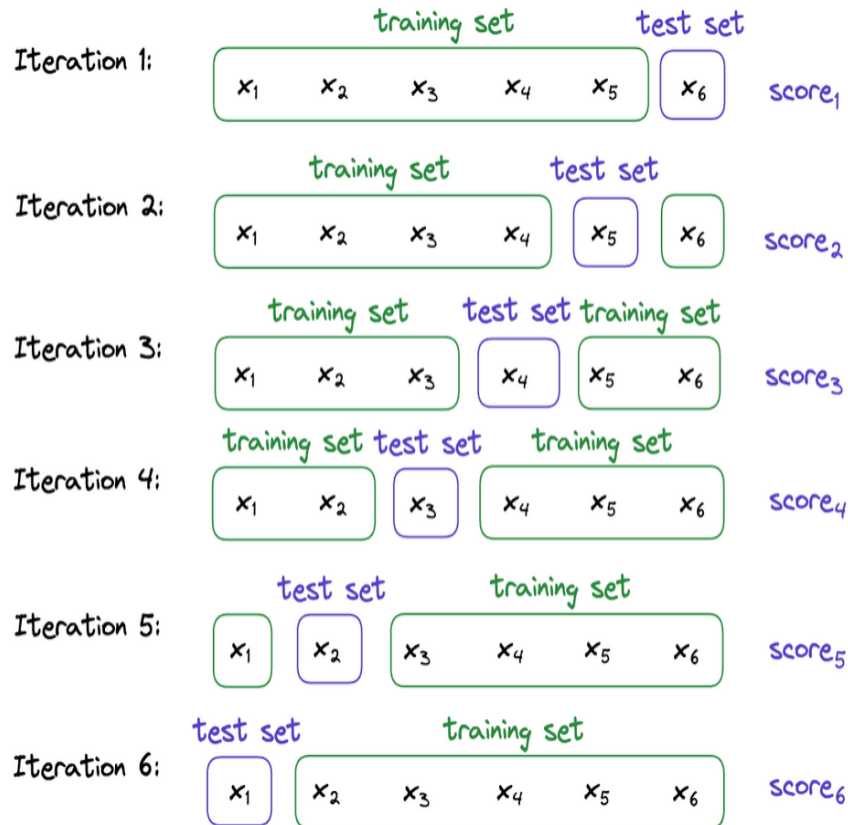 training set test set
Iteration 1:
x₁ x₂ x₃ x₄ x₅ x₆ score₁
training set test set
Iteration 2:
x₁ x₂ x₃ x₄ x₅ x₆ score₂
training set test set training set
Iteration 3:
x₁ x₂ x₃ x₄ x₅ x₆ score₃
training set test set training set
Iteration 4:
x₁ x₂ x₃ x₄ x₅ x₆ score₄
test set training set
Iteration 5:
x₁ x₂ x₃ x₄ x₅ x₆ score₅
test set training set
Iteration 6:
x₁ x₂ x₃ x₄ x₅ x₆ score₆